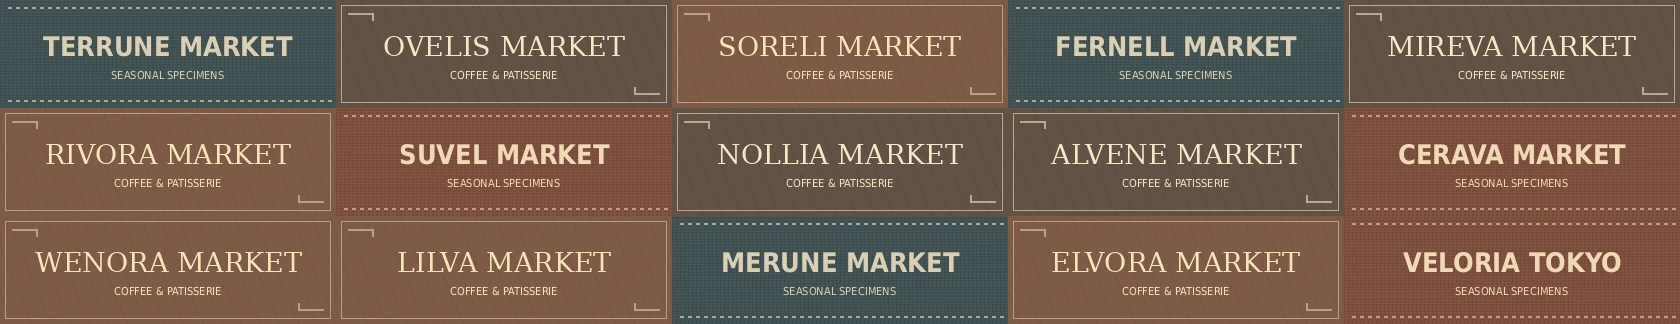 TERRUNE MARKET
SEASONAL SPECIMENS
OVELIS MARKET
COFFEE & PATISSERIE
SORELI MARKET
COFFEE & PATISSERIE
FERNELL MARKET
SEASONAL SPECIMENS
MIREVA MARKET
COFFEE & PATISSERIE
RIVORA MARKET
COFFEE & PATISSERIE
SUVEL MARKET
SEASONAL SPECIMENS
NOLLIA MARKET
COFFEE & PATISSERIE
ALVENE MARKET
COFFEE & PATISSERIE
CERAVA MARKET
SEASONAL SPECIMENS
WENORA MARKET
COFFEE & PATISSERIE
LILVA MARKET
COFFEE & PATISSERIE
MERUNE MARKET
SEASONAL SPECIMENS
ELVORA MARKET
COFFEE & PATISSERIE
VELORIA TOKYO
SEASONAL SPECIMENS